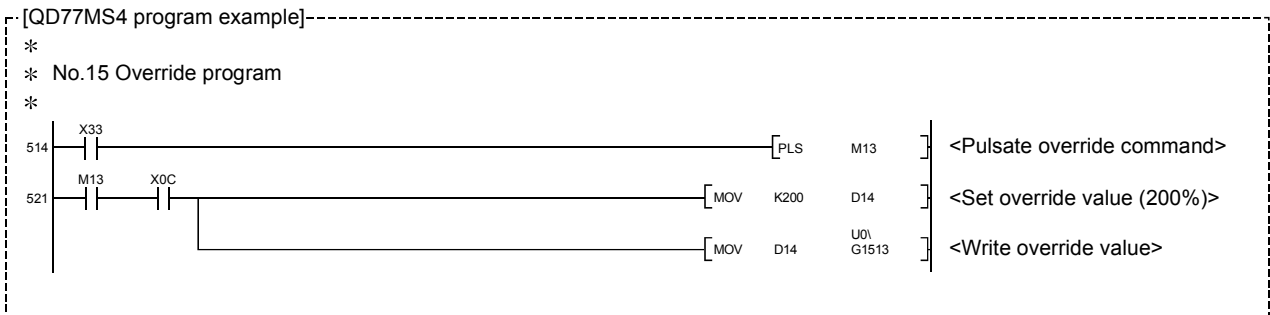 [QD77MS4 program example]
*
* No.15 Override program
*
514 X33 PLS M13 <Pulsate override command>
521 M13 X0C MOV K200 D14 <Set override value (200%)>
MOV D14 U0\G1513 <Write override value>